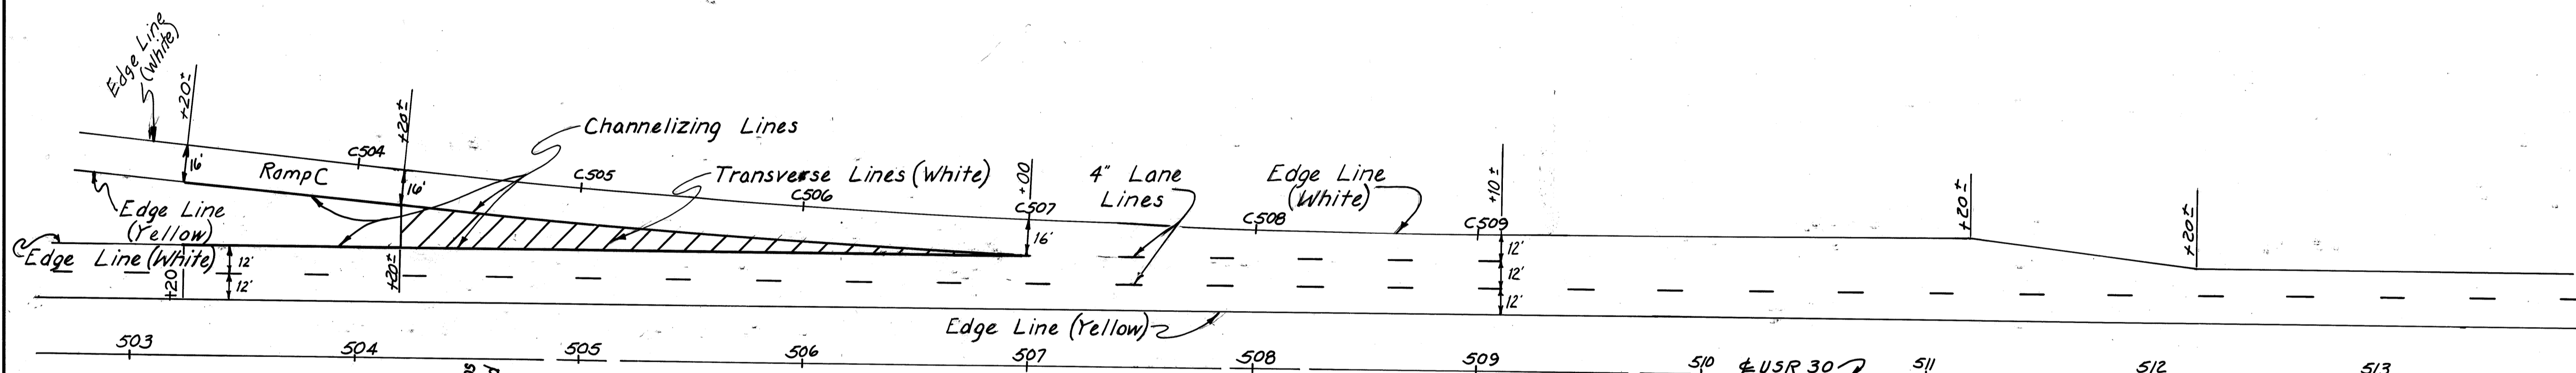 Edge Line
(White)
+20±
+20±
C504
16'
Ramp C
16'
Channelizing Lines
C505
Transverse Lines (White)
C506
+00
C507
16'
4" Lane
Lines
Edge Line
(White)
C508
+10±
C509
+20±
+20±
Edge Line
(Yellow)
Edge Line (White)
+20
12'
12'
+20±
12'
12'
12'
Edge Line (Yellow)
503
504
505
506
507
508
509
510
℄ USR 30
511
512
513